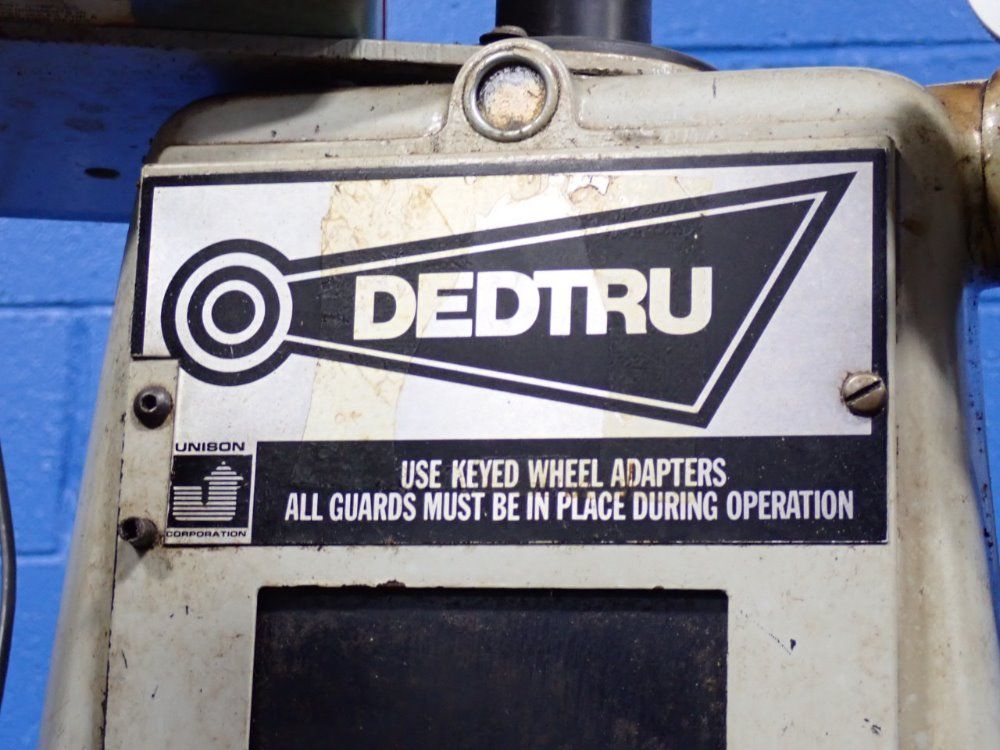 DEDTRU
UNISON
CORPORATION
USE KEYED WHEEL ADAPTERS
ALL GUARDS MUST BE IN PLACE DURING OPERATION